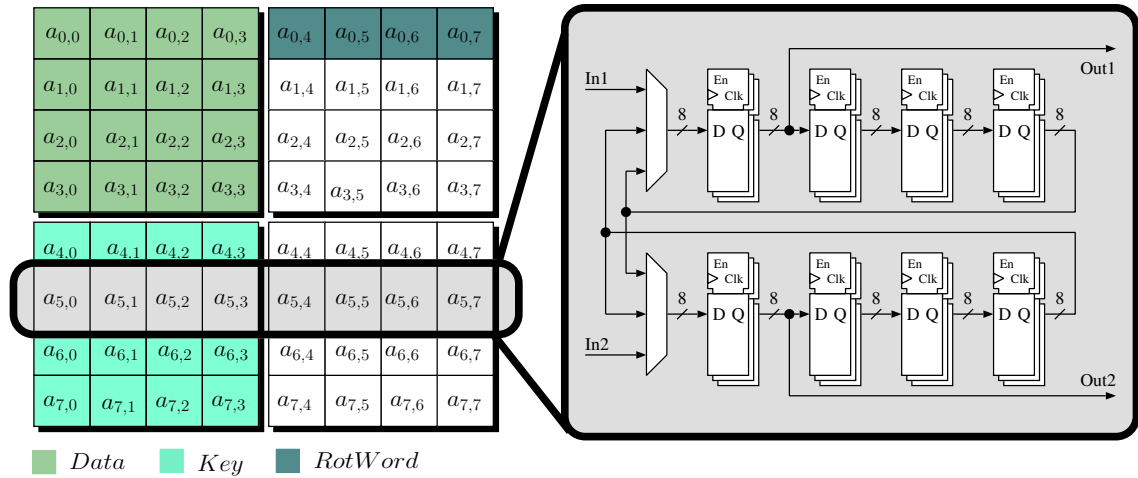 a0,0 a0,1 a0,2 a0,3 a0,4 a0,5 a0,6 a0,7
a1,0 a1,1 a1,2 a1,3 a1,4 a1,5 a1,6 a1,7
a2,0 a2,1 a2,2 a2,3 a2,4 a2,5 a2,6 a2,7
a3,0 a3,1 a3,2 a3,3 a3,4 a3,5 a3,6 a3,7
a4,0 a4,1 a4,2 a4,3 a4,4 a4,5 a4,6 a4,7
a5,0 a5,1 a5,2 a5,3 a5,4 a5,5 a5,6 a5,7
a6,0 a6,1 a6,2 a6,3 a6,4 a6,5 a6,6 a6,7
a7,0 a7,1 a7,2 a7,3 a7,4 a7,5 a7,6 a7,7
Data Key RotWord
Out1
In1
En En En En
Clk Clk Clk Clk
8 8 8 8 8
D Q D Q D Q D Q
En En En En
Clk Clk Clk Clk
8 8 8 8 8
D Q D Q D Q D Q
In2
Out2